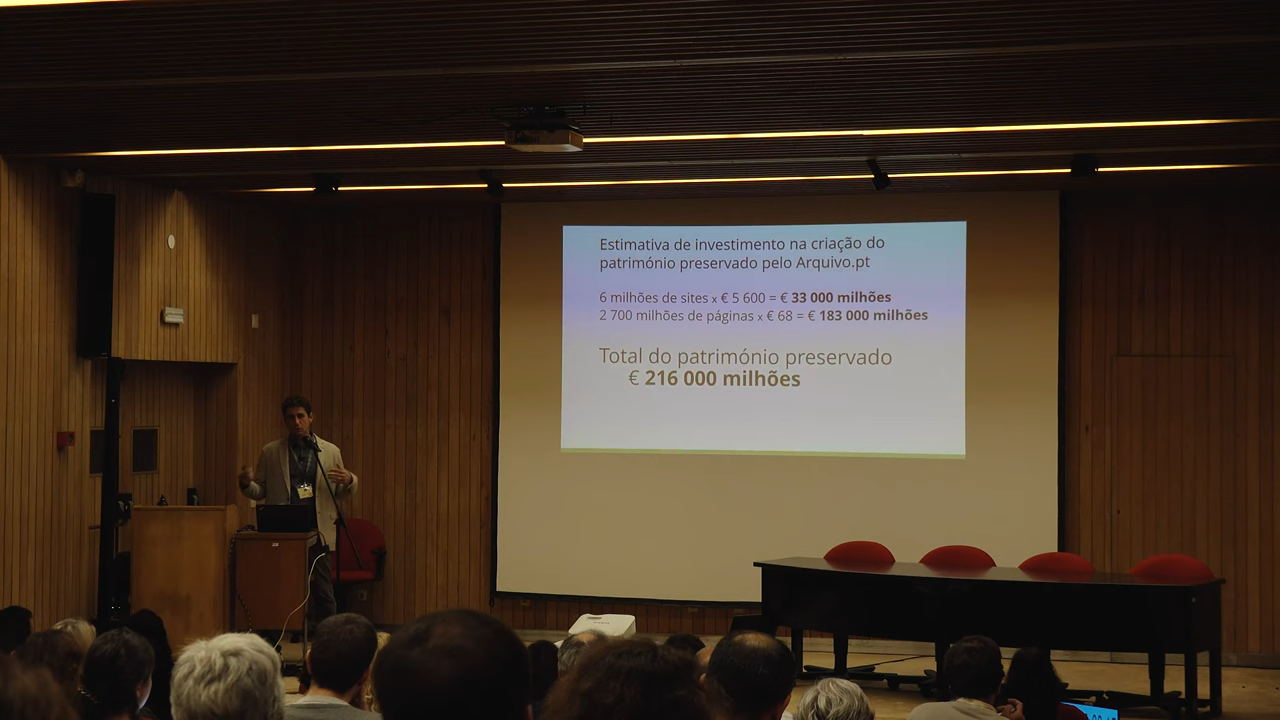 Estimativa de investimento na criação do
património preservado pelo Arquivo.pt
6 milhões de sites x € 5 600 = € 33 000 milhões
2 700 milhões de páginas x € 68 = € 183 000 milhões
Total do património preservado
€ 216 000 milhões